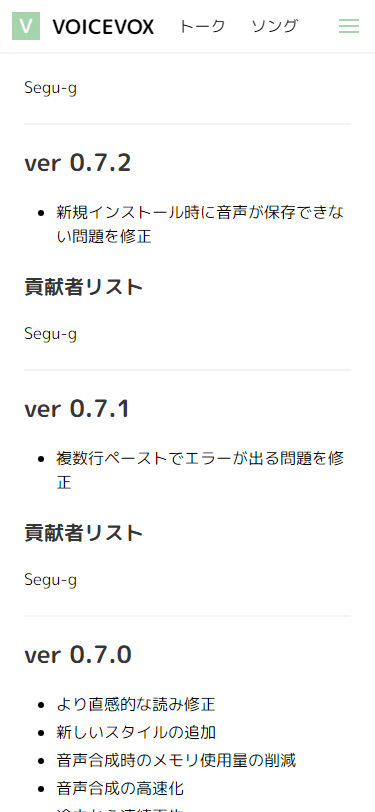 V VOICEVOX トーク ソング
Segu-g
ver 0.7.2
新規インストール時に音声が保存できな
い問題を修正
貢献者リスト
Segu-g
ver 0.7.1
複数行ペーストでエラーが出る問題を修
正
貢献者リスト
Segu-g
ver 0.7.0
より直感的な読み修正
新しいスタイルの追加
音声合成時のメモリ使用量の削減
音声合成の高速化